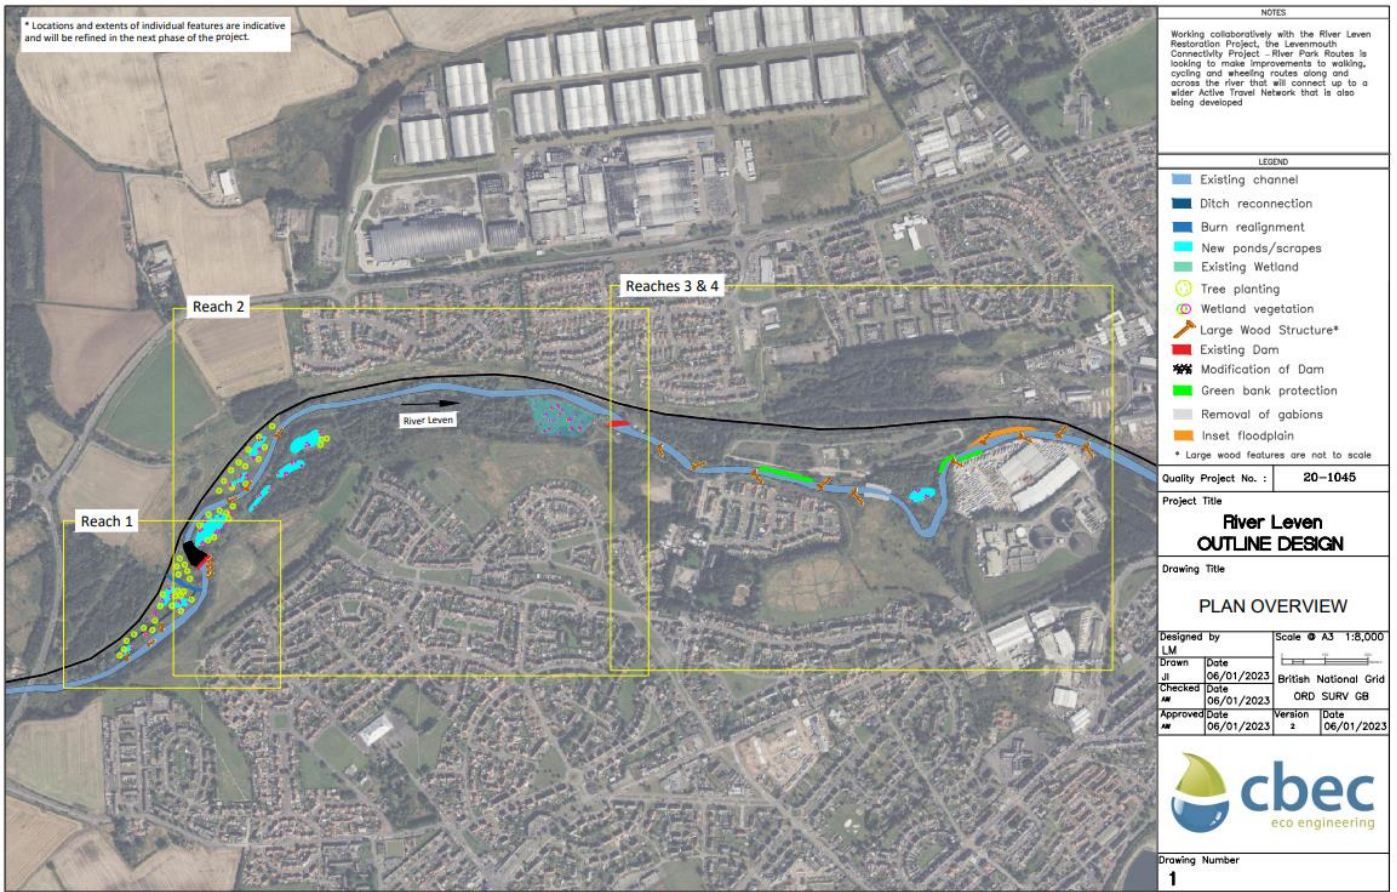 * Locations and extents of individual features are indicative
and will be refined in the next phase of the project.
Reach 2
Reaches 3 & 4
River Leven
Reach 1
NOTES
Working collaboratively with the River Leven
Restoration Project, the Levenmouth
Connectivity Project – River Park Routes is
looking to make improvements to walking,
cycling and wheeling routes along and
across the river that will connect up to a
wider Active Travel Network that is also
being developed
LEGEND
Existing channel
Ditch reconnection
Burn realignment
New ponds/scrapes
Existing Wetland
Tree planting
Wetland vegetation
Large Wood Structure*
Existing Dam
Modification of Dam
Green bank protection
Removal of gabions
Inset floodplain
* Large wood features are not to scale
Quality Project No. : 20-1045
Project Title
River Leven
OUTLINE DESIGN
Drawing Title
PLAN OVERVIEW
Designed by
LM
Scale @ A3 1:8,000
Drawn
JI
Date
06/01/2023
British National Grid
ORD SURV GB
Checked
AW
Date
06/01/2023
Approved
AW
Date
06/01/2023
Version
2
Date
06/01/2023
cbec
eco engineering
Drawing Number
1